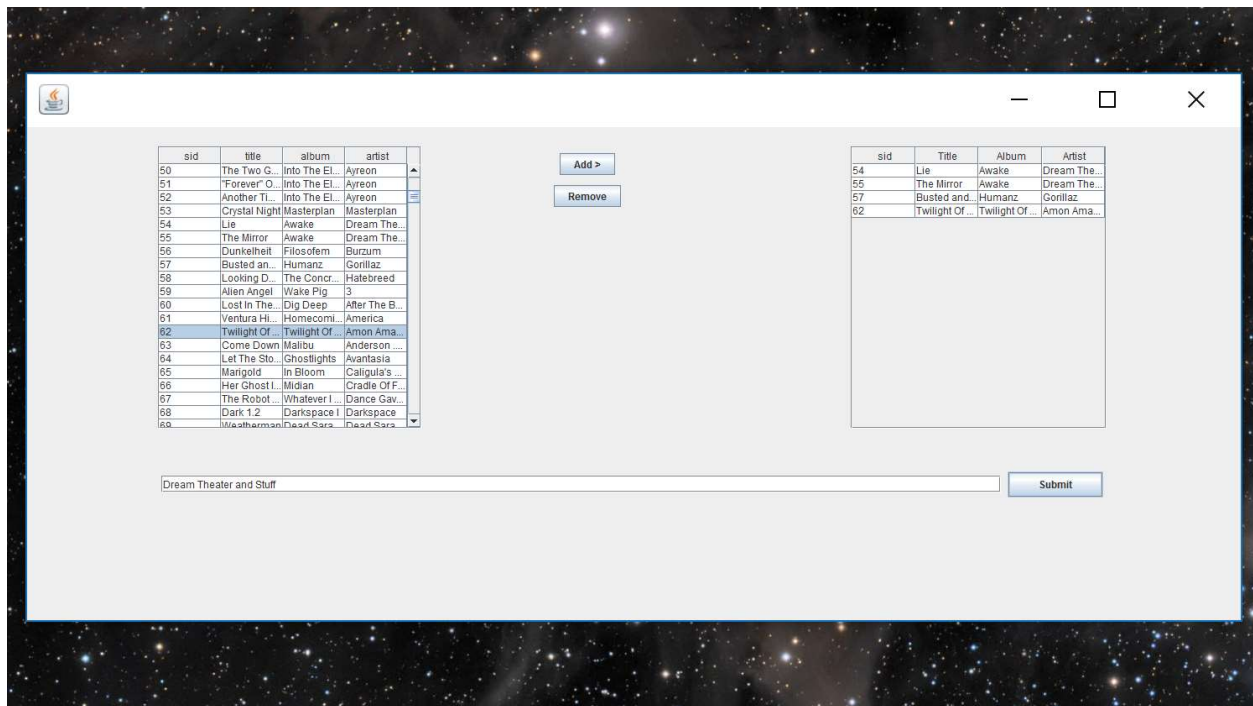 sid title album artist
50 The Two G... Into The El... Ayreon
51 "Forever" O... Into The El... Ayreon
52 Another Ti... Into The El... Ayreon
53 Crystal Night Masterplan Masterplan
54 Lie Awake Dream The...
55 The Mirror Awake Dream The...
56 Dunkelheit Filosofem Burzum
57 Busted an... Humanz Gorillaz
58 Looking D... The Concr... Hatebreed
59 Alien Angel Wake Pig 3
60 Lost In The... Dig Deep After The B...
61 Ventura Hi... Homecomi... America
62 Twilight Of ... Twilight Of ... Amon Ama...
63 Come Down Malibu Anderson ....
64 Let The Sto... Ghostlights Avantasia
65 Marigold In Bloom Caligula's ...
66 Her Ghost I... Midian Cradle Of F...
67 The Robot ... Whatever I ... Dance Gav...
68 Dark 1.2 Darkspace I Darkspace
69 Weatherman Dead Sara Dead Sara
Add >
Remove
sid Title Album Artist
54 Lie Awake Dream The...
55 The Mirror Awake Dream The...
57 Busted and... Humanz Gorillaz
62 Twilight Of ... Twilight Of ... Amon Ama...
Dream Theater and Stuff
Submit